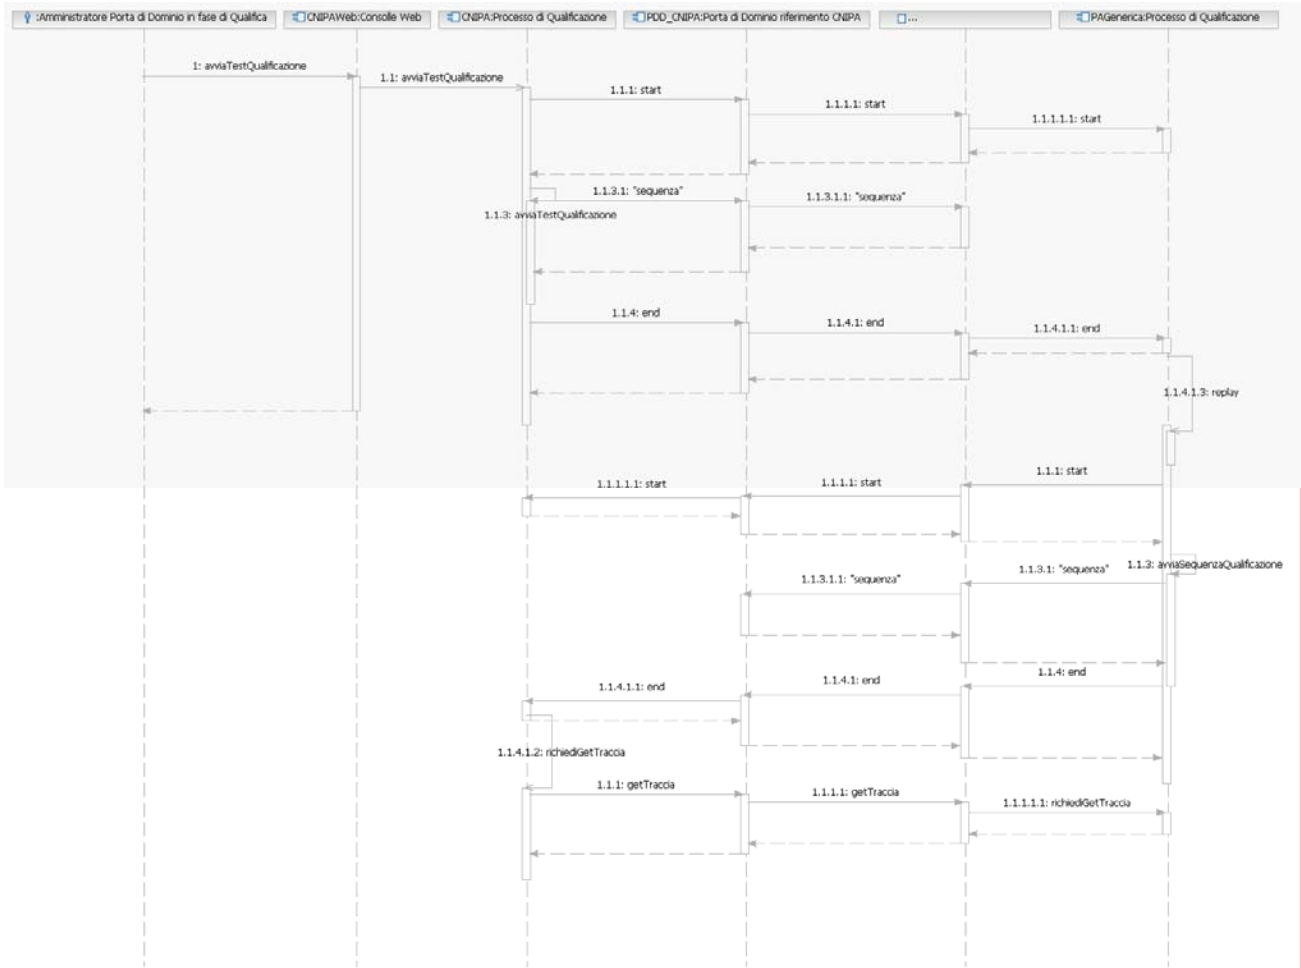 :Amministratore Porta di Dominio in fase di Qualifica
CNIPAWeb:Consolle Web
CNIPA:Processo di Qualificazione
PDD_CNIPA:Porta di Dominio riferimento CNIPA
...
PAGenerica:Processo di Qualificazione
1: avviaTestQualificazione
1.1: avviaTestQualificazione
1.1.1: start
1.1.1.1: start
1.1.1.1.1: start
1.1.3.1: "sequenza"
1.1.3.1.1: "sequenza"
1.1.3: avviaTestQualificazione
1.1.4: end
1.1.4.1: end
1.1.4.1.1: end
1.1.4.1.3: replay
1.1.1: start
1.1.1.1: start
1.1.1.1.1: start
1.1.3: avviaSequenzaQualificazione
1.1.3.1: "sequenza"
1.1.3.1.1: "sequenza"
1.1.4: end
1.1.4.1: end
1.1.4.1.1: end
1.1.4.1.2: richiediGetTraccia
1.1.1: getTraccia
1.1.1.1: getTraccia
1.1.1.1.1: richiediGetTraccia